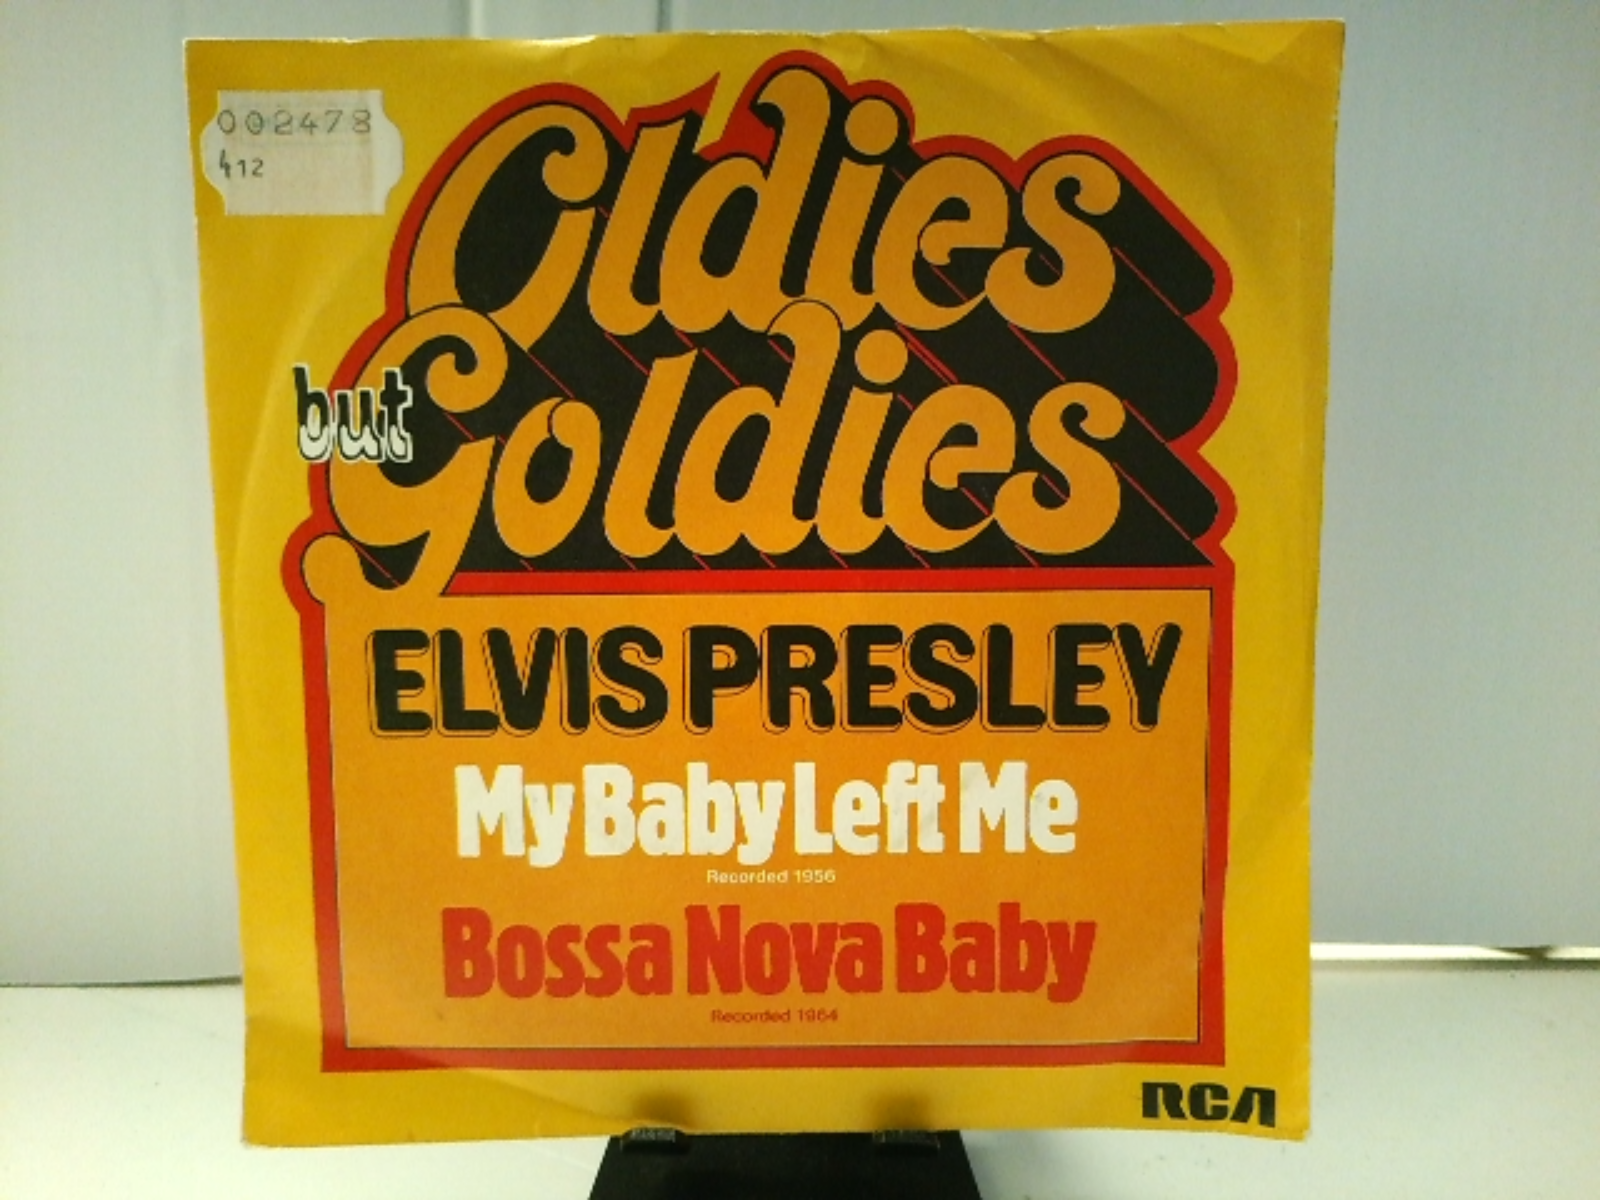 002478
412
Oldies
but
Goldies
ELVIS PRESLEY
My Baby Left Me
Recorded 1956
Bossa Nova Baby
Recorded 1964
RCA